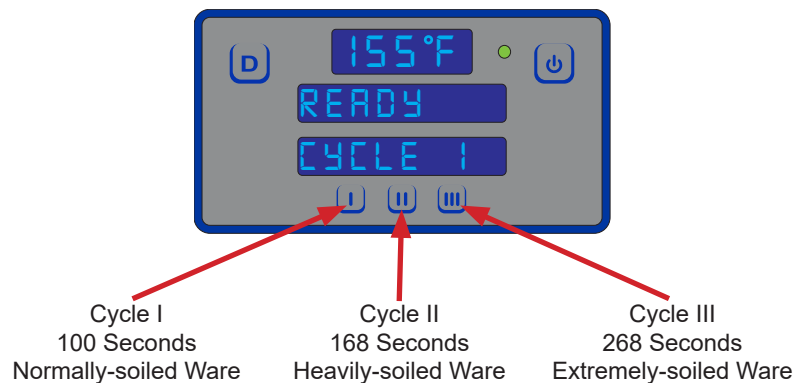 155°F
D
READY
CYCLE 1
I
II
III
Cycle I
100 Seconds
Normally-soiled Ware
Cycle II
168 Seconds
Heavily-soiled Ware
Cycle III
268 Seconds
Extremely-soiled Ware